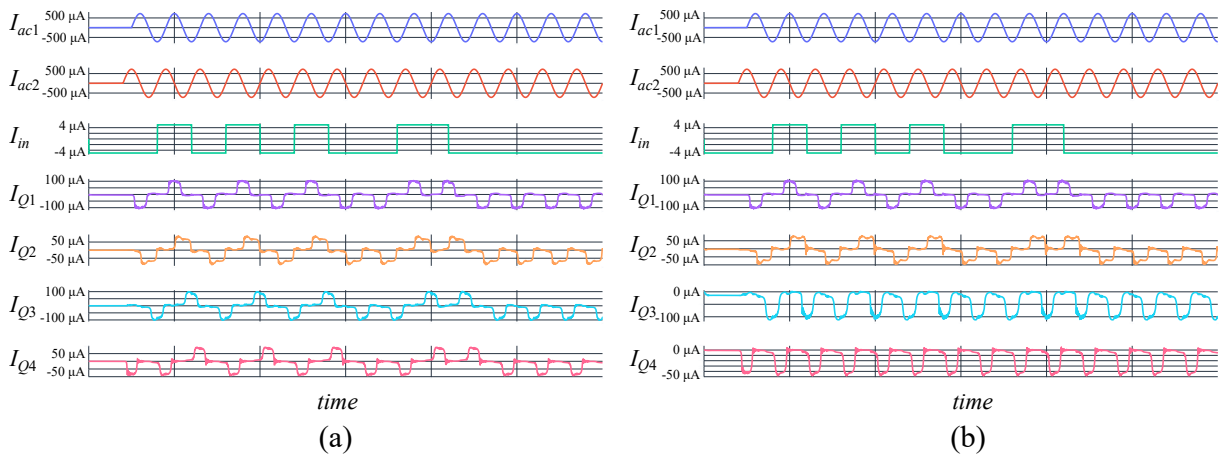 I_ac1 500 μA
-500 μA
I_ac2 500 μA
-500 μA
I_in 4 μA
-4 μA
I_Q1 100 μA
-100 μA
I_Q2 50 μA
-50 μA
I_Q3 100 μA
-100 μA
I_Q4 50 μA
-50 μA
time
(a)
I_ac1 500 μA
-500 μA
I_ac2 500 μA
-500 μA
I_in 4 μA
-4 μA
I_Q1 100 μA
-100 μA
I_Q2 50 μA
-50 μA
I_Q3 0 μA
-100 μA
I_Q4 0 μA
-50 μA
time
(b)